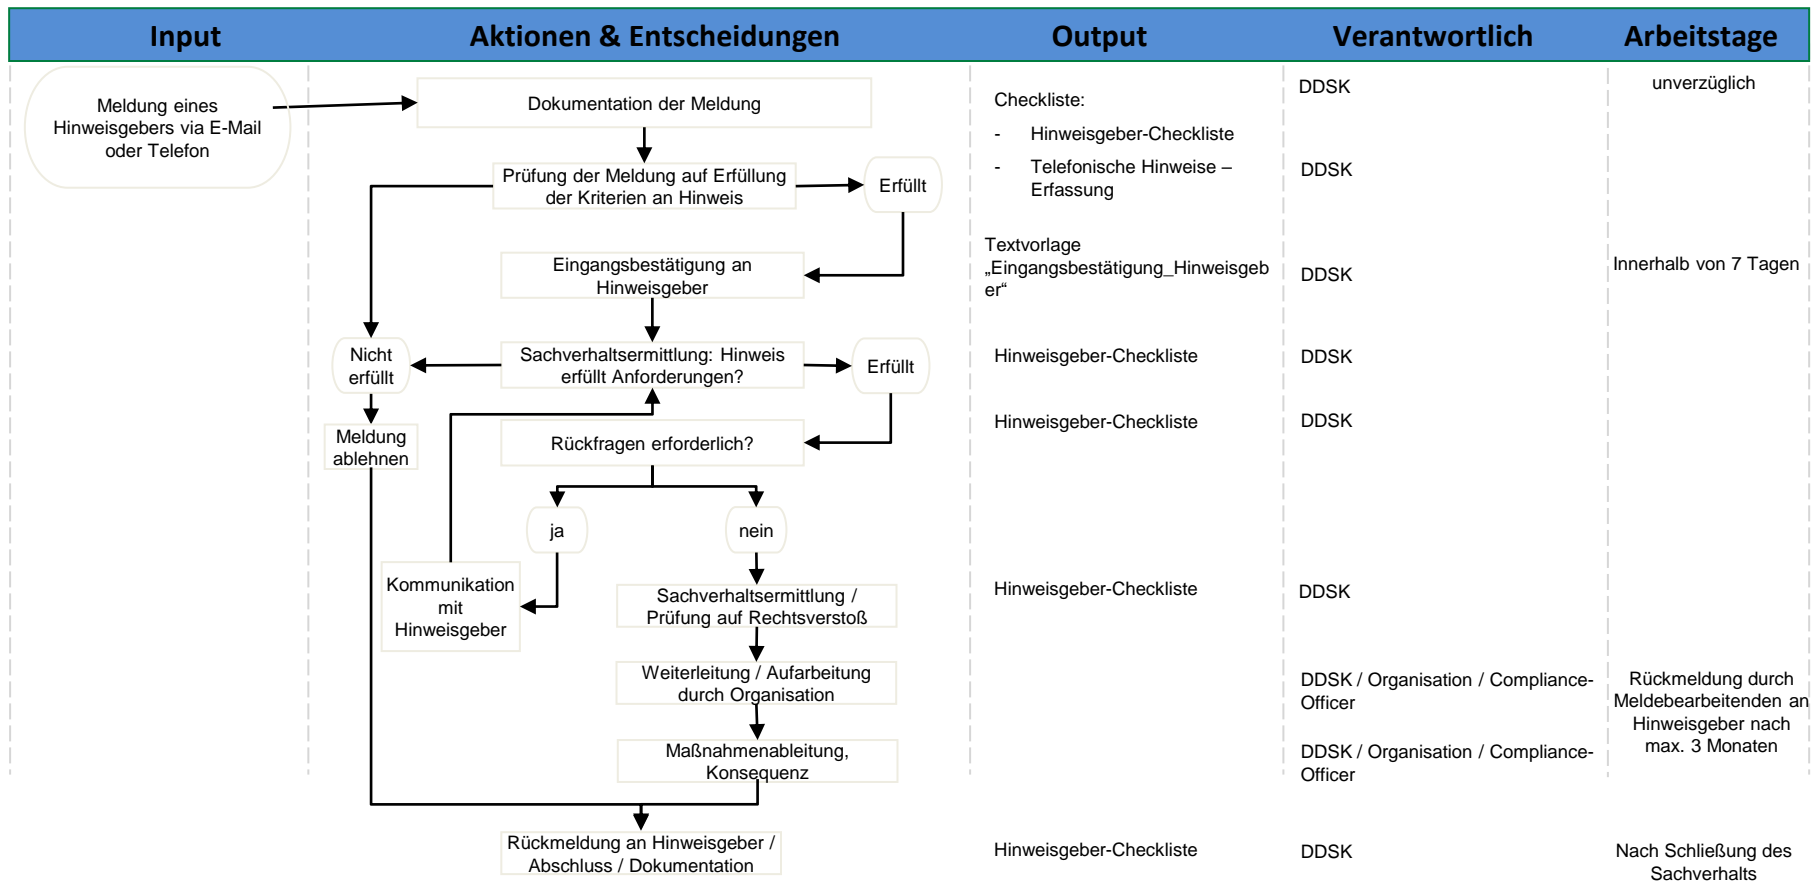 Input
Aktionen & Entscheidungen
Output
Verantwortlich
Arbeitstage
Meldung eines
Hinweisgebers via E-Mail
oder Telefon
Dokumentation der Meldung
Checkliste:
- Hinweisgeber-Checkliste
- Telefonische Hinweise –
Erfassung
DDSK
unverzüglich
Prüfung der Meldung auf Erfüllung
der Kriterien an Hinweis
Erfüllt
DDSK
Eingangsbestätigung an
Hinweisgeber
Textvorlage
„Eingangsbestätigung_Hinweisgeb
er“
DDSK
Innerhalb von 7 Tagen
Nicht
erfüllt
Sachverhaltsermittlung: Hinweis
erfüllt Anforderungen?
Erfüllt
Hinweisgeber-Checkliste
DDSK
Meldung
ablehnen
Rückfragen erforderlich?
Hinweisgeber-Checkliste
DDSK
ja
nein
Kommunikation
mit
Hinweisgeber
Sachverhaltsermittlung /
Prüfung auf Rechtsverstoß
Hinweisgeber-Checkliste
DDSK
Weiterleitung / Aufarbeitung
durch Organisation
DDSK / Organisation / Compliance-
Officer
Rückmeldung durch
Meldebearbeitenden an
Hinweisgeber nach
max. 3 Monaten
Maßnahmenableitung,
Konsequenz
DDSK / Organisation / Compliance-
Officer
Rückmeldung an Hinweisgeber /
Abschluss / Dokumentation
Hinweisgeber-Checkliste
DDSK
Nach Schließung des
Sachverhalts